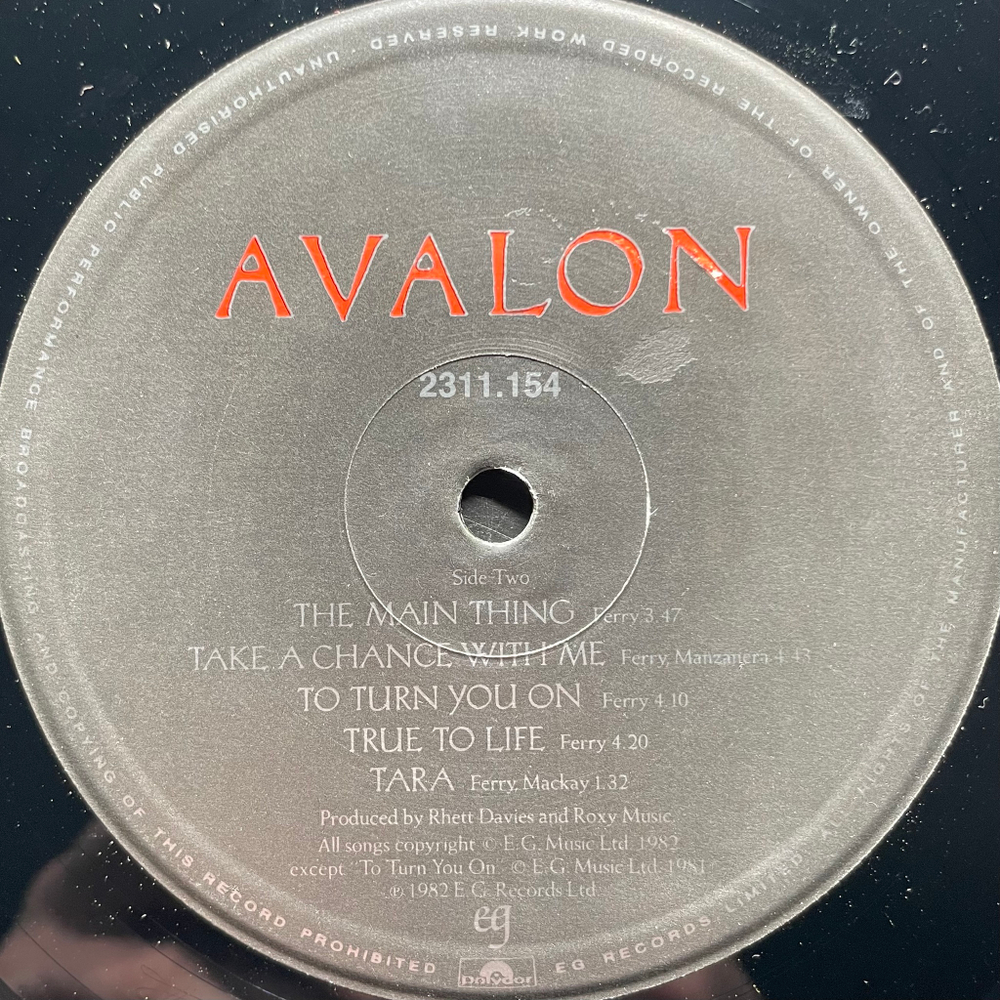 AVALON
2311.154
Side Two
THE MAIN THING Ferry 3.47
TAKE A CHANCE WITH ME Ferry, Manzanera 4.43
TO TURN YOU ON Ferry 4.10
TRUE TO LIFE Ferry 4.20
TARA Ferry, Mackay 1.32
Produced by Rhett Davies and Roxy Music.
All songs copyright © E.G. Music Ltd. 1982
except "To Turn You On" © E.G. Music Ltd. 1981
℗ 1982 E.G. Records Ltd
eg
polydor
EG RECORDS LIMITED ALL RIGHTS OF THE MANUFACTURER AND OF THE OWNER OF THE RECORDED WORK RESERVED · UNAUTHORISED PUBLIC PERFORMANCE BROADCASTING AND COPYING OF THIS RECORD PROHIBITED